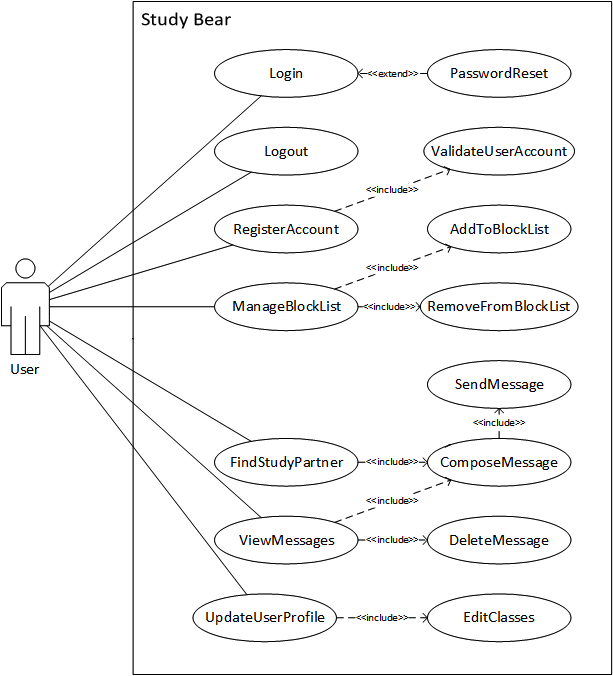 Study Bear
Login
<<extend>>
PasswordReset
Logout
ValidateUserAccount
<<include>>
RegisterAccount
AddToBlockList
<<include>>
ManageBlockList
<<include>>
RemoveFromBlockList
User
SendMessage
<<include>>
FindStudyPartner
<<include>>
ComposeMessage
<<include>>
ViewMessages
<<include>>
DeleteMessage
UpdateUserProfile
<<include>>
EditClasses